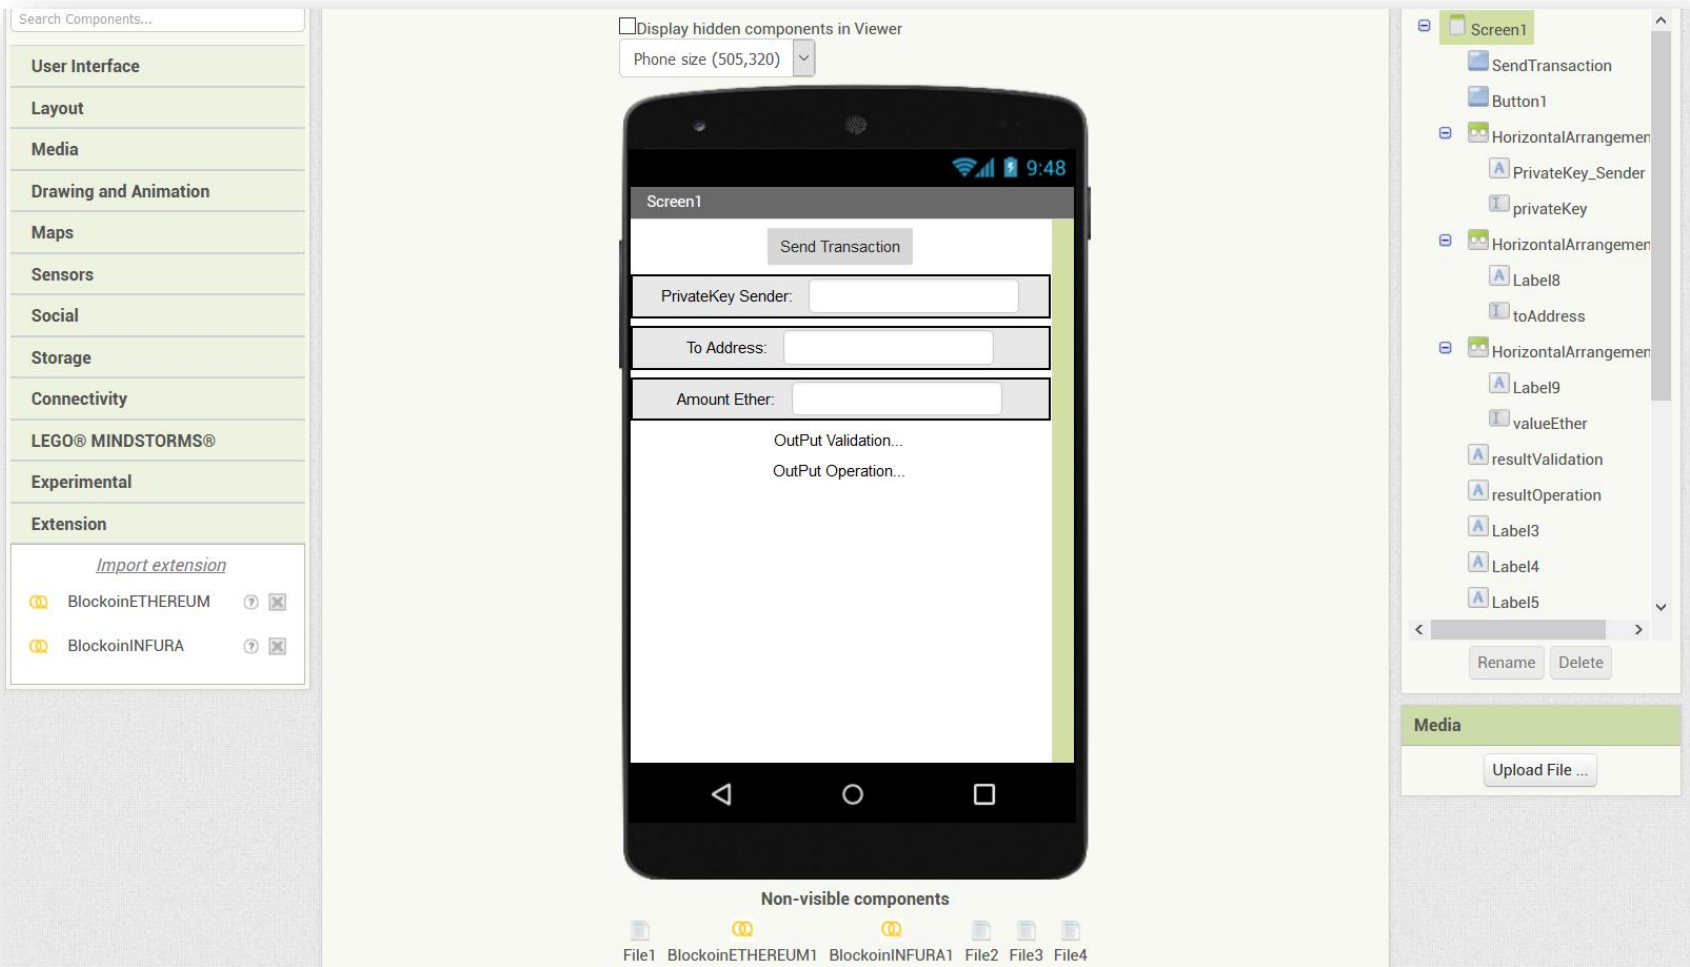 Search Components...
User Interface
Layout
Media
Drawing and Animation
Maps
Sensors
Social
Storage
Connectivity
LEGO® MINDSTORMS®
Experimental
Extension
Import extension
BlockoinETHEREUM
BlockoinINFURA
Display hidden components in Viewer
Phone size (505,320)
9:48
Screen1
Send Transaction
PrivateKey Sender:
To Address:
Amount Ether:
OutPut Validation...
OutPut Operation...
Non-visible components
File1 BlockoinETHEREUM1 BlockoinINFURA1 File2 File3 File4
Screen1
SendTransaction
Button1
HorizontalArrangemen
PrivateKey_Sender
privateKey
HorizontalArrangemen
Label8
toAddress
HorizontalArrangemen
Label9
valueEther
resultValidation
resultOperation
Label3
Label4
Label5
Rename Delete
Media
Upload File ...